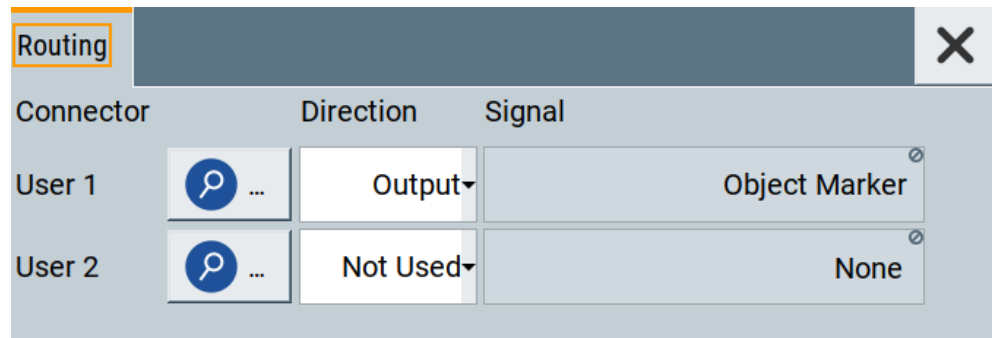 Routing
Connector Direction Signal
User 1 ... Output Object Marker
User 2 ... Not Used None